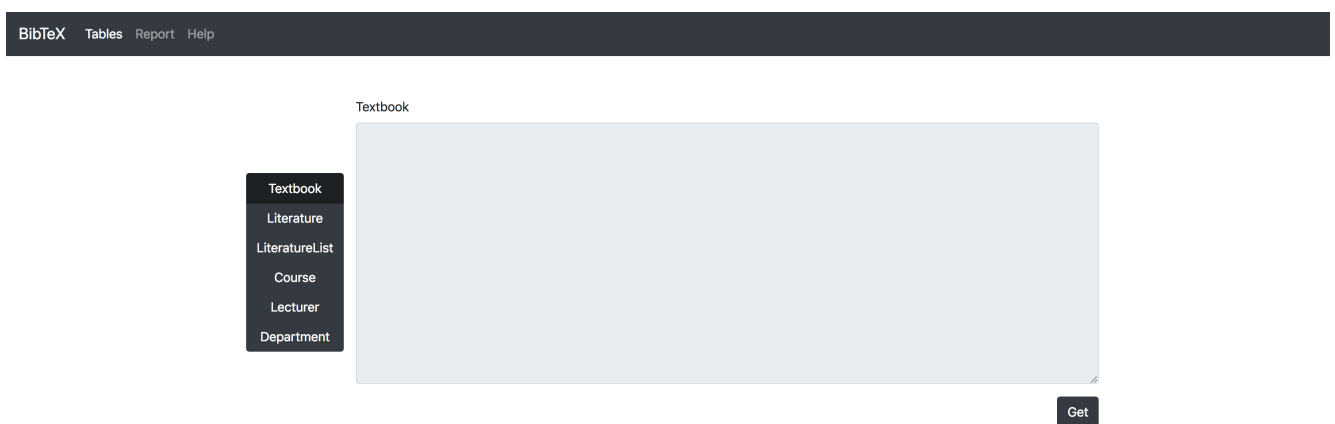 BibTeX Tables Report Help
Textbook
Textbook
Literature
LiteratureList
Course
Lecturer
Department
Get